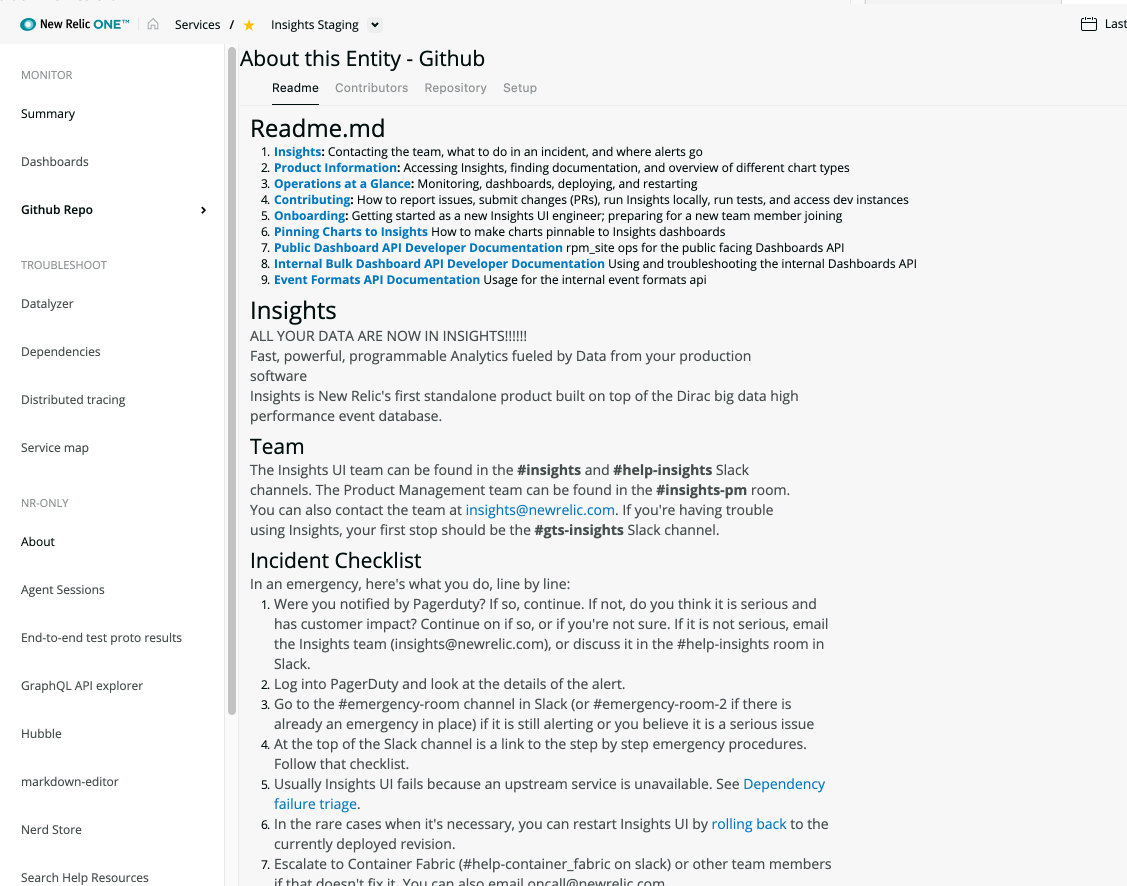 New Relic ONE™
Services / Insights Staging
Last
MONITOR
Summary
Dashboards
Github Repo
TROUBLESHOOT
Datalyzer
Dependencies
Distributed tracing
Service map
NR-ONLY
About
Agent Sessions
End-to-end test proto results
GraphQL API explorer
Hubble
markdown-editor
Nerd Store
Search Help Resources
About this Entity - Github
Readme Contributors Repository Setup
Readme.md
1. Insights: Contacting the team, what to do in an incident, and where alerts go
2. Product Information: Accessing Insights, finding documentation, and overview of different chart types
3. Operations at a Glance: Monitoring, dashboards, deploying, and restarting
4. Contributing: How to report issues, submit changes (PRs), run Insights locally, run tests, and access dev instances
5. Onboarding: Getting started as a new Insights UI engineer; preparing for a new team member joining
6. Pinning Charts to Insights How to make charts pinnable to Insights dashboards
7. Public Dashboard API Developer Documentation rpm_site ops for the public facing Dashboards API
8. Internal Bulk Dashboard API Developer Documentation Using and troubleshooting the internal Dashboards API
9. Event Formats API Documentation Usage for the internal event formats api
Insights
ALL YOUR DATA ARE NOW IN INSIGHTS!!!!!!
Fast, powerful, programmable Analytics fueled by Data from your production
software
Insights is New Relic's first standalone product built on top of the Dirac big data high
performance event database.
Team
The Insights UI team can be found in the #insights and #help-insights Slack
channels. The Product Management team can be found in the #insights-pm room.
You can also contact the team at insights@newrelic.com. If you're having trouble
using Insights, your first stop should be the #gts-insights Slack channel.
Incident Checklist
In an emergency, here's what you do, line by line:
1. Were you notified by Pagerduty? If so, continue. If not, do you think it is serious and
has customer impact? Continue on if so, or if you're not sure. If it is not serious, email
the Insights team (insights@newrelic.com), or discuss it in the #help-insights room in
Slack.
2. Log into PagerDuty and look at the details of the alert.
3. Go to the #emergency-room channel in Slack (or #emergency-room-2 if there is
already an emergency in place) if it is still alerting or you believe it is a serious issue
4. At the top of the Slack channel is a link to the step by step emergency procedures.
Follow that checklist.
5. Usually Insights UI fails because an upstream service is unavailable. See Dependency
failure triage.
6. In the rare cases when it's necessary, you can restart Insights UI by rolling back to the
currently deployed revision.
7. Escalate to Container Fabric (#help-container_fabric on slack) or other team members
if that doesn't fix it. You can also email oncall@newrelic.com